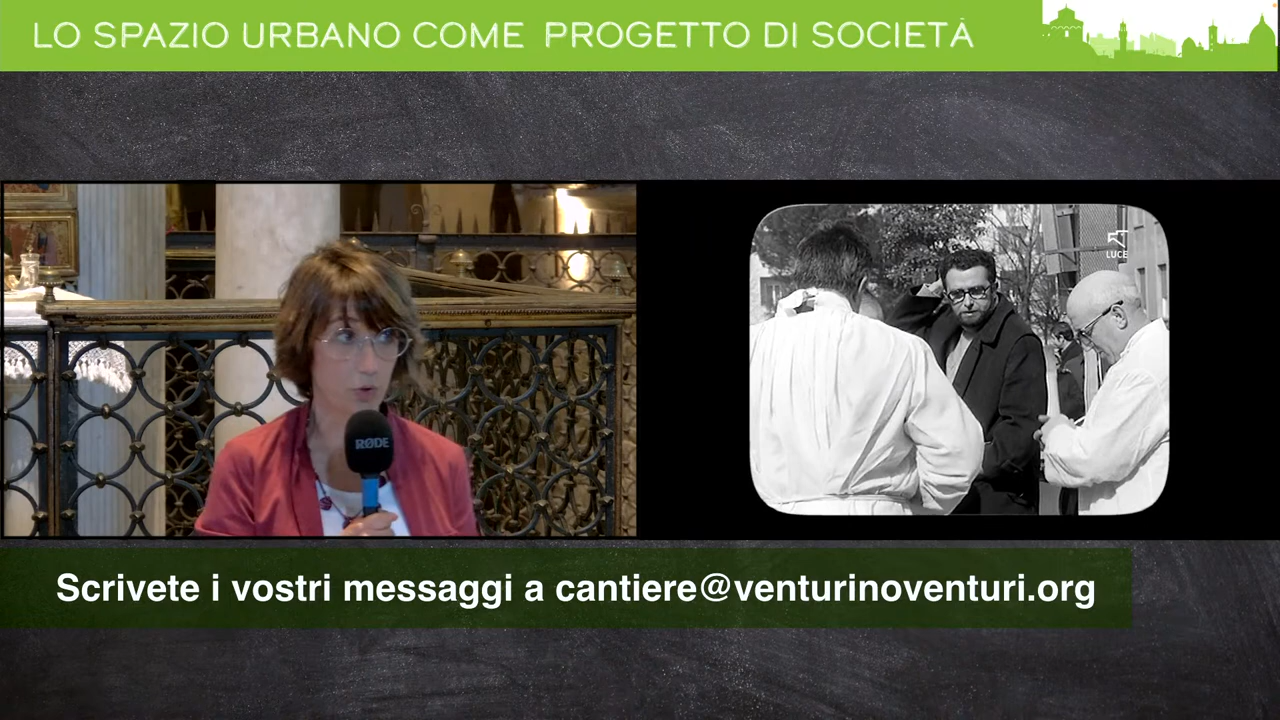 LO SPAZIO URBANO COME PROGETTO DI SOCIETÀ
LUCE
RØDE
Scrivete i vostri messaggi a cantiere@venturinoventuri.org